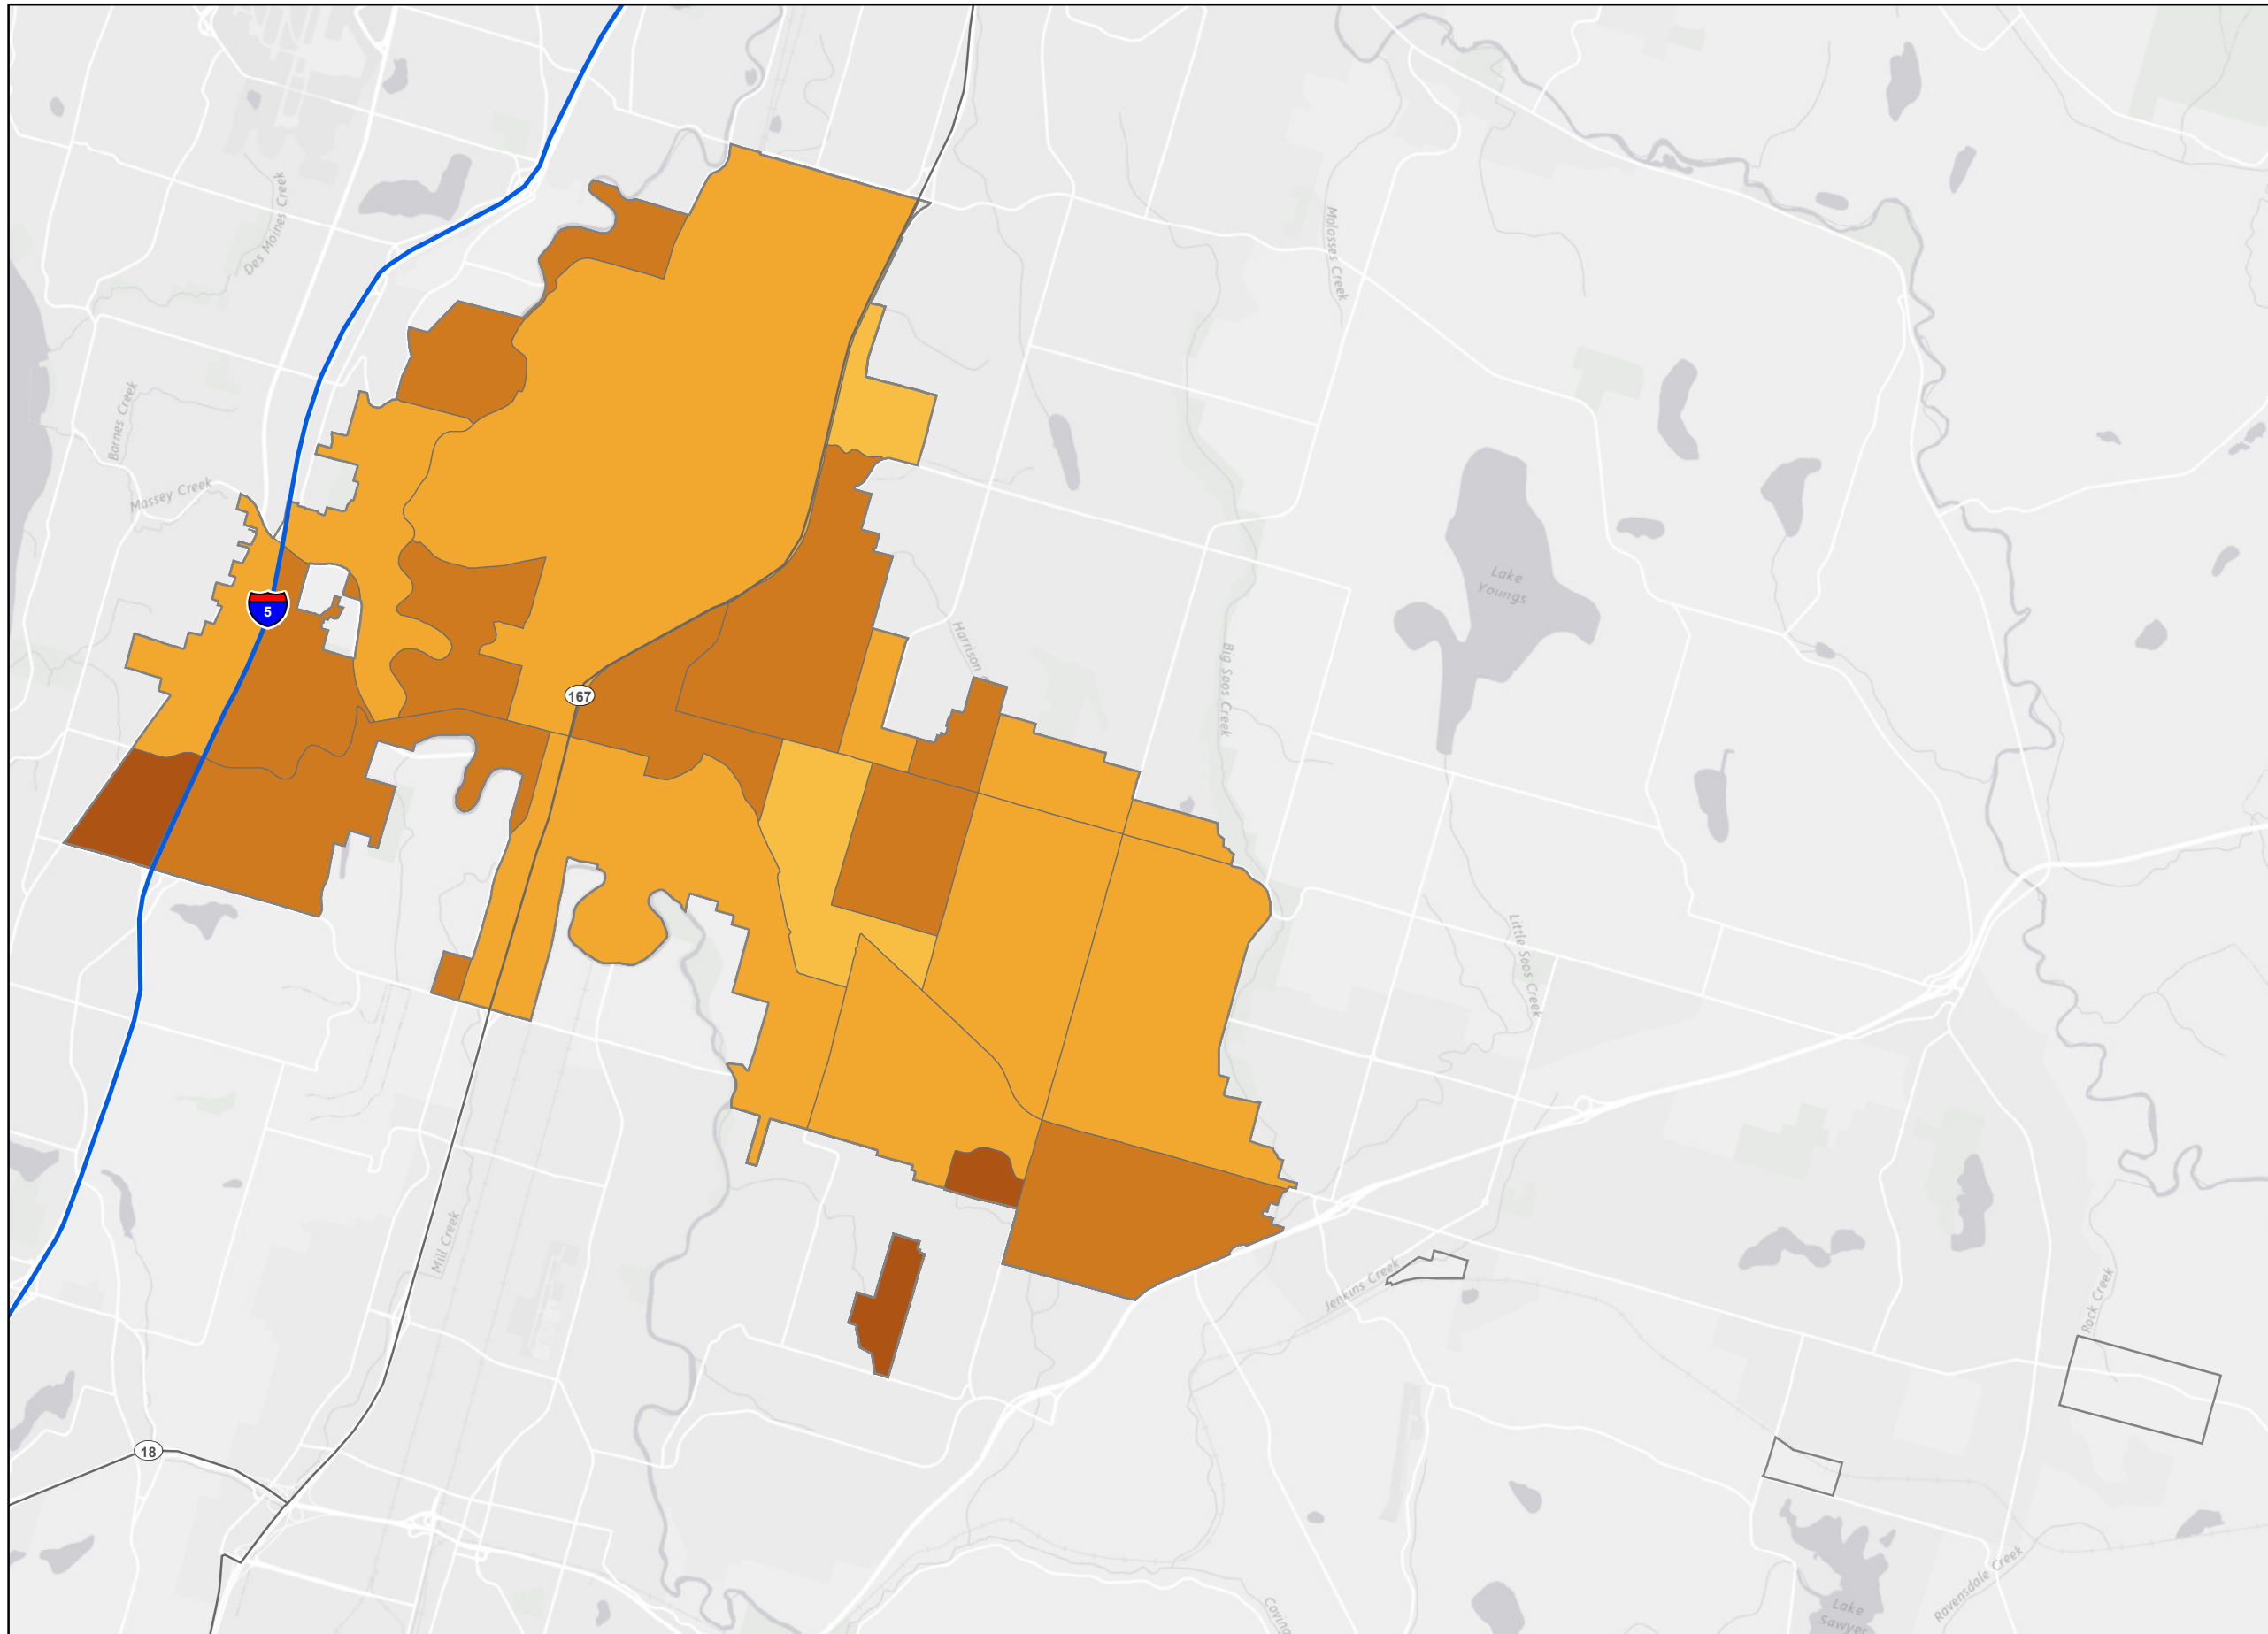 Des Moines Creek
Molasses Creek
Barnes Creek
Massey Creek
5
Lake
Youngs
Harrison
Big Soos Creek
167
Little Soos Creek
Mill Creek
Jenkins Creek
Rock Creek
18
Ravensdale Creek
Lake
Sawyer